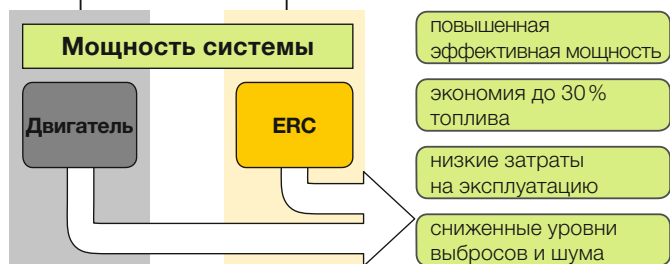 Мощность системы
Двигатель
ERC
повышенная
эффективная мощность
экономия до 30 %
топлива
низкие затраты
на эксплуатацию
сниженные уровни
выбросов и шума